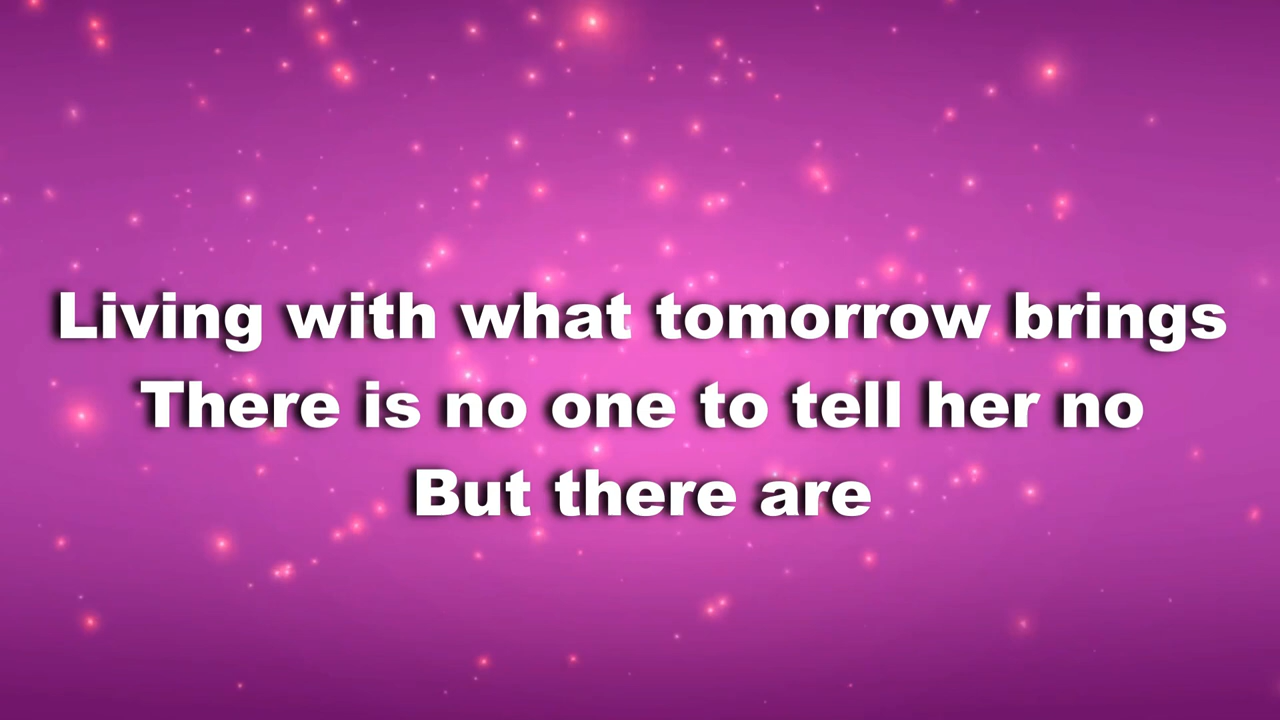 Living with what tomorrow brings
There is no one to tell her no
But there are